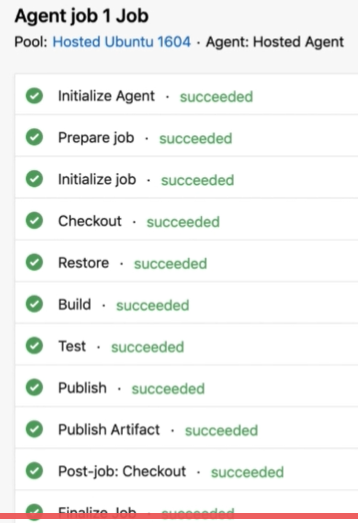 Agent job 1 Job
Pool: Hosted Ubuntu 1604 · Agent: Hosted Agent
Initialize Agent · succeeded
Prepare job · succeeded
Initialize job · succeeded
Checkout · succeeded
Restore · succeeded
Build · succeeded
Test · succeeded
Publish · succeeded
Publish Artifact · succeeded
Post-job: Checkout · succeeded
Finalize Job · succeeded